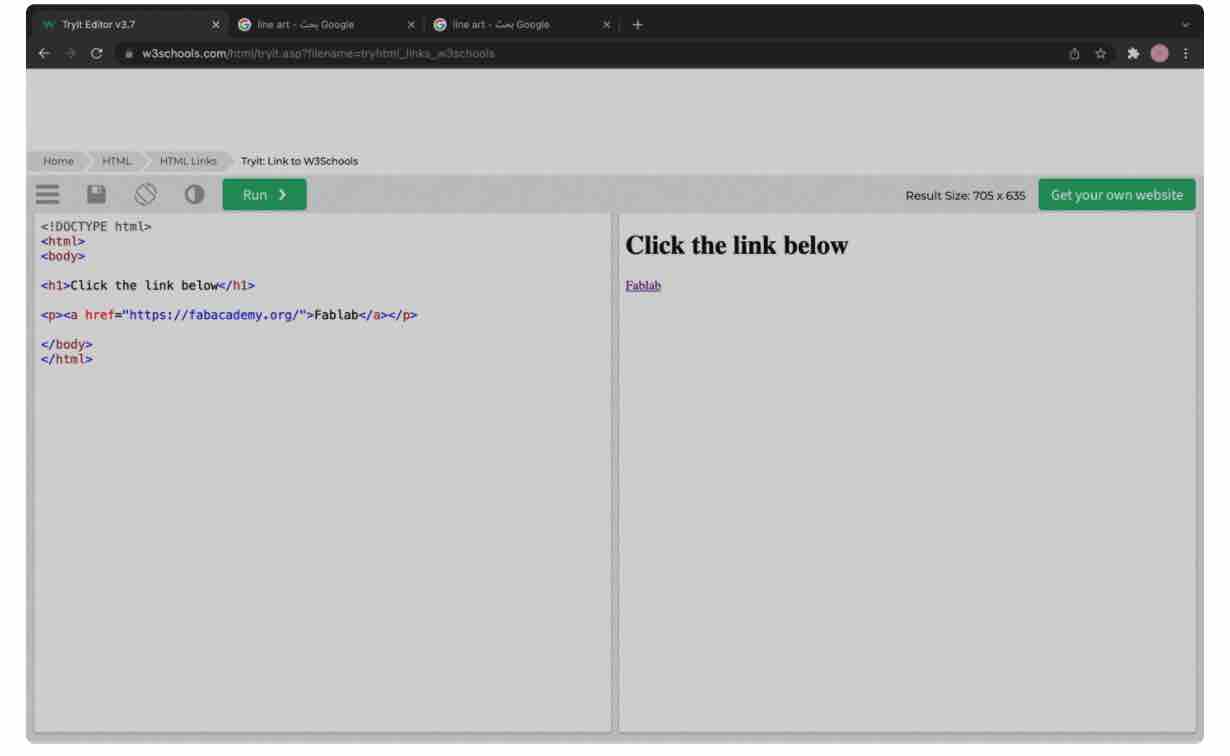 Tryit Editor v3.7
line art - بحث Google
line art - بحث Google
w3schools.com/html/tryit.asp?filename=tryhtml_links_w3schools
Home HTML HTML Links Tryit: Link to W3Schools
Run ❯
Result Size: 705 x 635
Get your own website
<!DOCTYPE html>
<html>
<body>
<h1>Click the link below</h1>
<p><a href="https://fabacademy.org/">Fablab</a></p>
</body>
</html>
Click the link below
Fablab